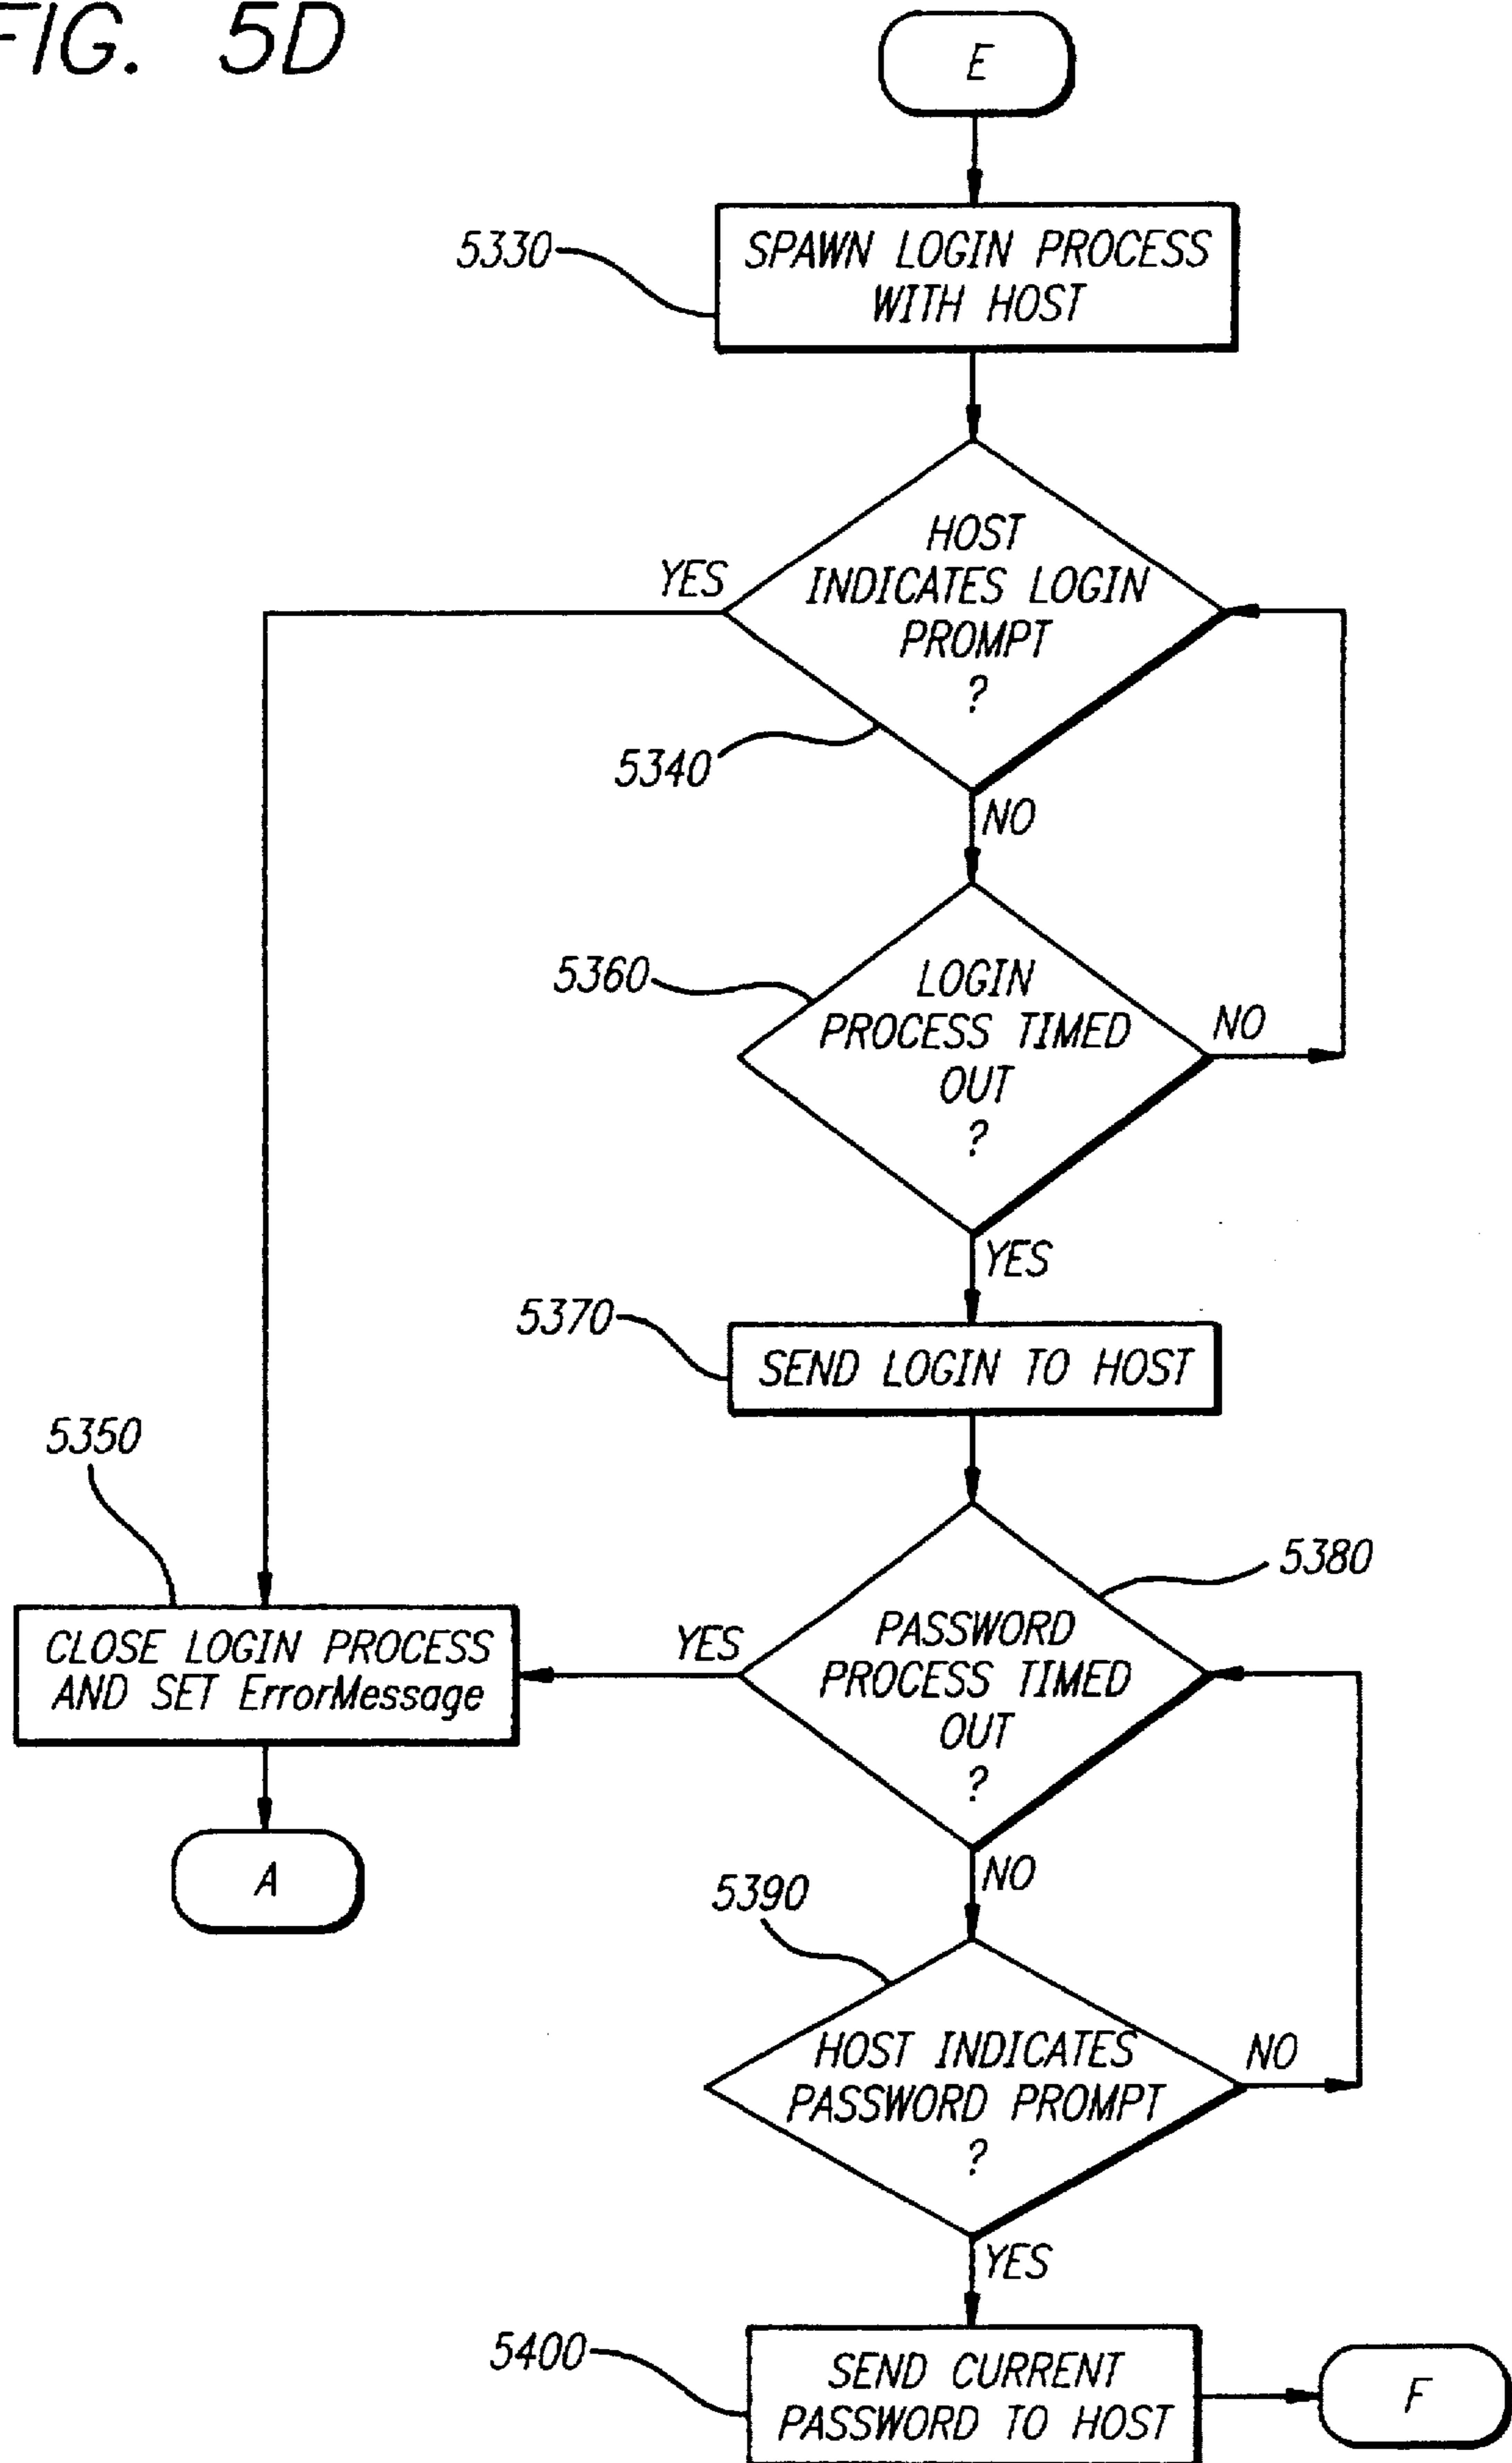 FIG. 5D
E
5330
SPAWN LOGIN PROCESS
WITH HOST
HOST
INDICATES LOGIN
PROMPT
?
YES
5340
NO
5360
LOGIN
PROCESS TIMED
OUT
?
NO
YES
5370
SEND LOGIN TO HOST
5350
5380
CLOSE LOGIN PROCESS
AND SET ErrorMessage
YES
PASSWORD
PROCESS TIMED
OUT
?
A
NO
5390
HOST INDICATES
PASSWORD PROMPT
?
NO
YES
5400
SEND CURRENT
PASSWORD TO HOST
F